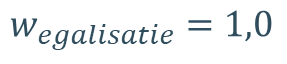 w_egalisatie = 1,0